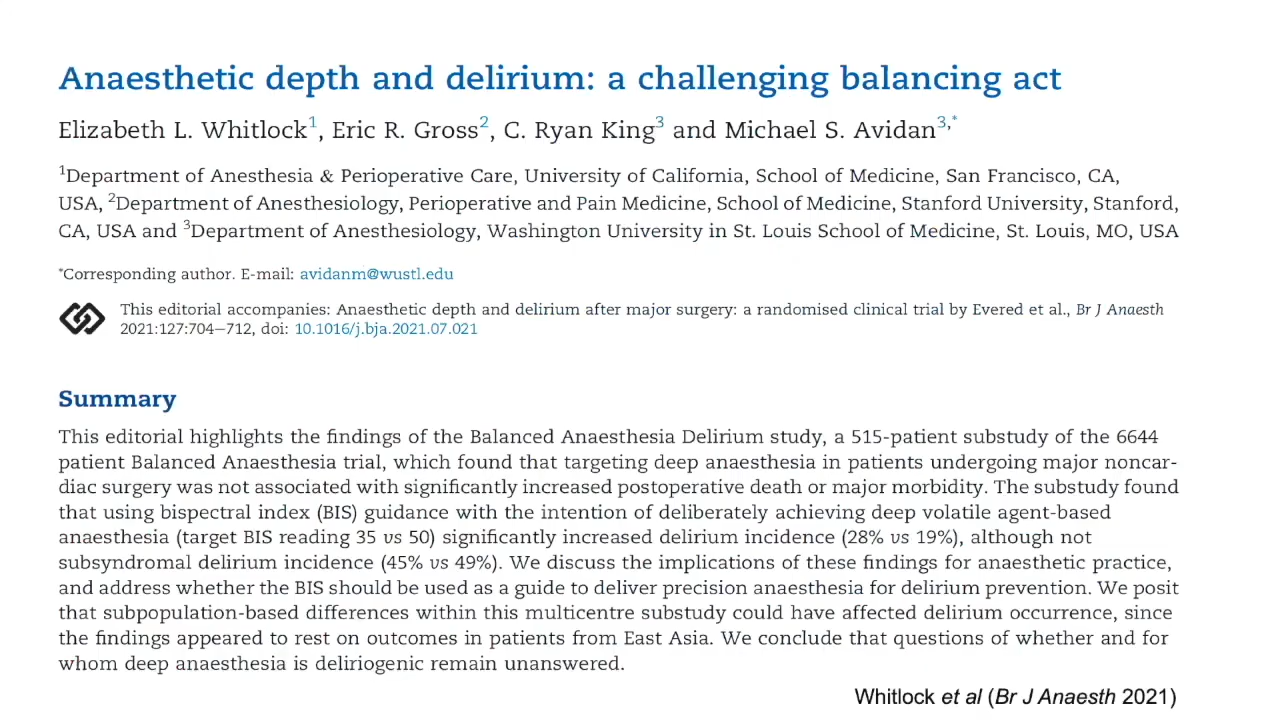 Anaesthetic depth and delirium: a challenging balancing act
Elizabeth L. Whitlock1, Eric R. Gross2, C. Ryan King3 and Michael S. Avidan3,*
1Department of Anesthesia & Perioperative Care, University of California, School of Medicine, San Francisco, CA,
USA, 2Department of Anesthesiology, Perioperative and Pain Medicine, School of Medicine, Stanford University, Stanford,
CA, USA and 3Department of Anesthesiology, Washington University in St. Louis School of Medicine, St. Louis, MO, USA
*Corresponding author. E-mail: avidanm@wustl.edu
This editorial accompanies: Anaesthetic depth and delirium after major surgery: a randomised clinical trial by Evered et al., Br J Anaesth
2021:127:704–712, doi: 10.1016/j.bja.2021.07.021
Summary
This editorial highlights the findings of the Balanced Anaesthesia Delirium study, a 515-patient substudy of the 6644
patient Balanced Anaesthesia trial, which found that targeting deep anaesthesia in patients undergoing major noncar-
diac surgery was not associated with significantly increased postoperative death or major morbidity. The substudy found
that using bispectral index (BIS) guidance with the intention of deliberately achieving deep volatile agent-based
anaesthesia (target BIS reading 35 vs 50) significantly increased delirium incidence (28% vs 19%), although not
subsyndromal delirium incidence (45% vs 49%). We discuss the implications of these findings for anaesthetic practice,
and address whether the BIS should be used as a guide to deliver precision anaesthesia for delirium prevention. We posit
that subpopulation-based differences within this multicentre substudy could have affected delirium occurrence, since
the findings appeared to rest on outcomes in patients from East Asia. We conclude that questions of whether and for
whom deep anaesthesia is deliriogenic remain unanswered.
Whitlock et al (Br J Anaesth 2021)